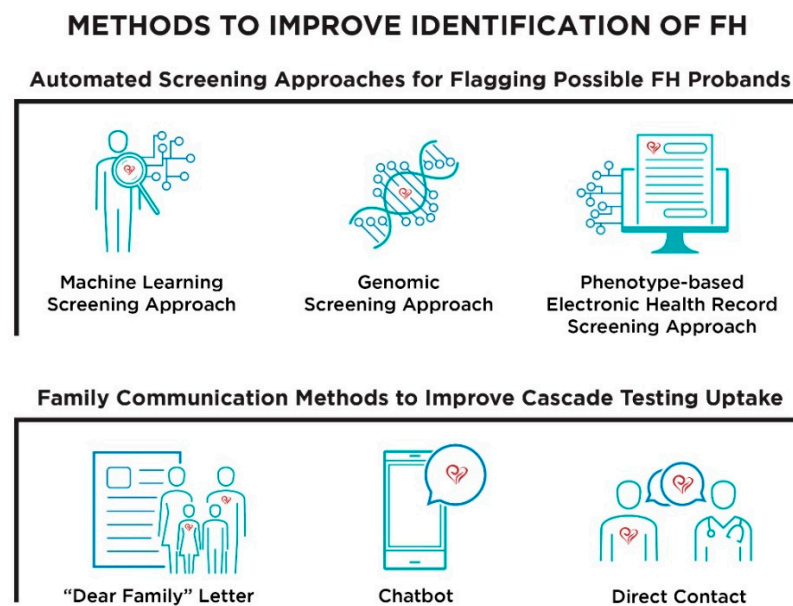 METHODS TO IMPROVE IDENTIFICATION OF FH
Automated Screening Approaches for Flagging Possible FH Probands
Machine Learning
Screening Approach
Genomic
Screening Approach
Phenotype-based
Electronic Health Record
Screening Approach
Family Communication Methods to Improve Cascade Testing Uptake
“Dear Family” Letter
Chatbot
Direct Contact